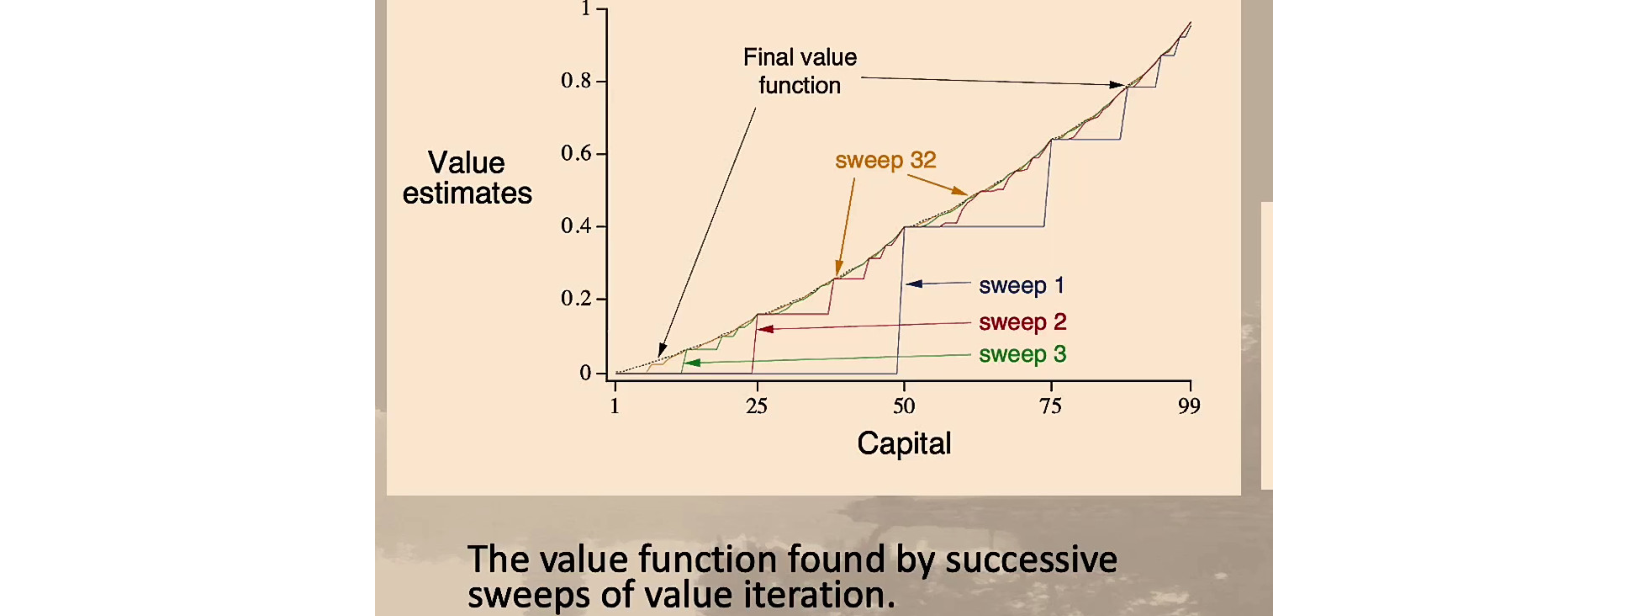 1
Final value
function
0.8
Value
estimates
0.6
sweep 32
0.4
sweep 1
0.2
sweep 2
sweep 3
0
1 25 50 75 99
Capital
The value function found by successive
sweeps of value iteration.